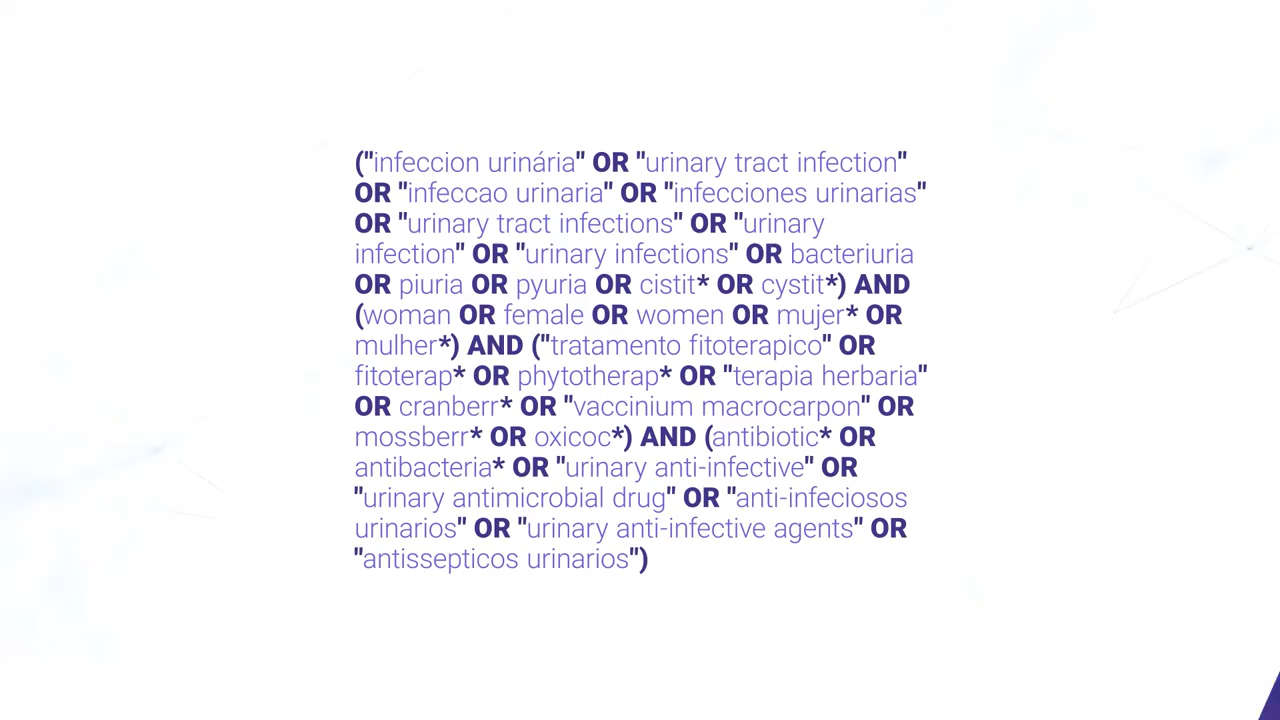 ("infeccion urinária" OR "urinary tract infection"
OR "infeccao urinaria" OR "infecciones urinarias"
OR "urinary tract infections" OR "urinary
infection" OR "urinary infections" OR bacteriuria
OR piuria OR pyuria OR cistit* OR cystit*) AND
(woman OR female OR women OR mujer* OR
mulher*) AND ("tratamento fitoterapico" OR
fitoterap* OR phytotherap* OR "terapia herbaria"
OR cranberr* OR "vaccinium macrocarpon" OR
mossberr* OR oxicoc*) AND (antibiotic* OR
antibacteria* OR "urinary anti-infective" OR
"urinary antimicrobial drug" OR "anti-infeciosos
urinarios" OR "urinary anti-infective agents" OR
"antissepticos urinarios")